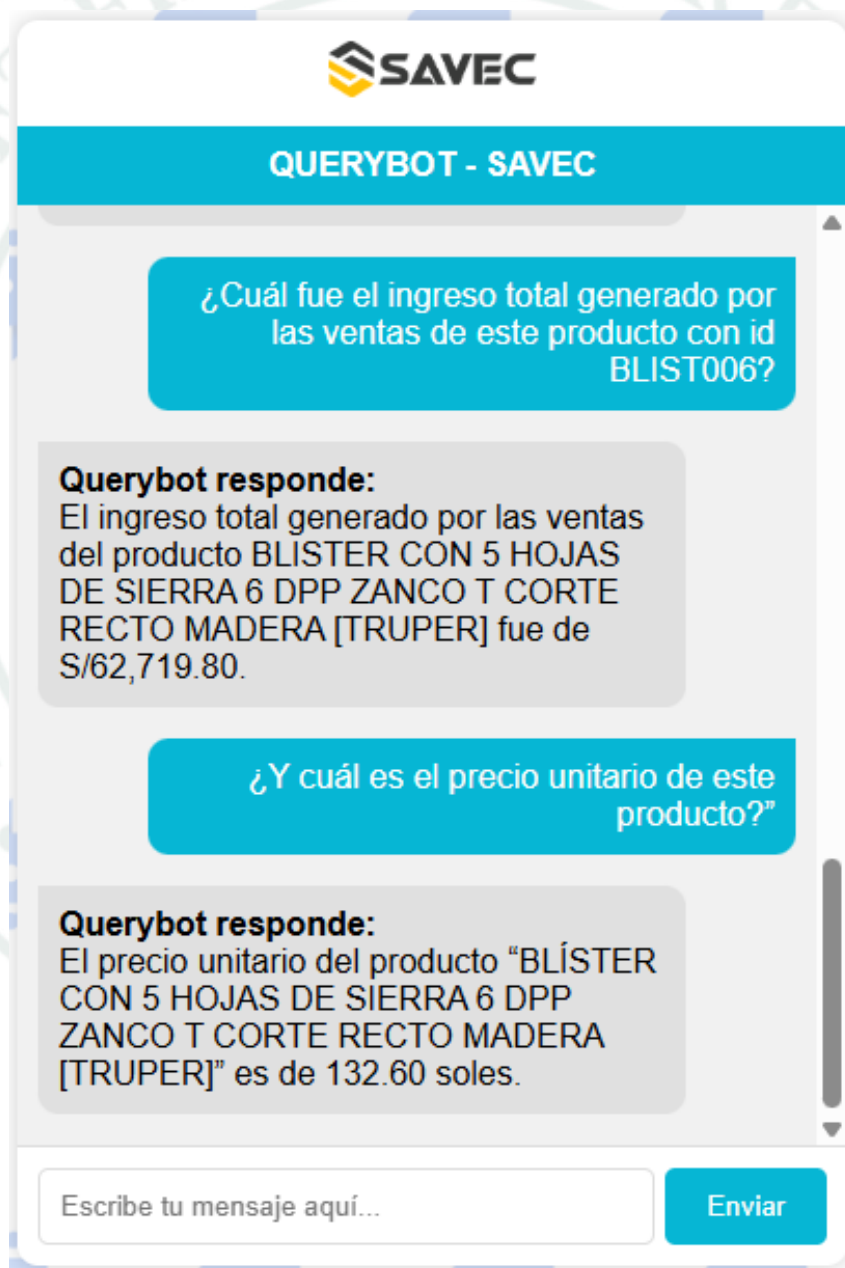 SAVEC
QUERYBOT - SAVEC
¿Cuál fue el ingreso total generado por
las ventas de este producto con id
BLIST006?
Querybot responde:
El ingreso total generado por las ventas
del producto BLISTER CON 5 HOJAS
DE SIERRA 6 DPP ZANCO T CORTE
RECTO MADERA [TRUPER] fue de
S/62,719.80.
¿Y cuál es el precio unitario de este
producto?”
Querybot responde:
El precio unitario del producto “BLÍSTER
CON 5 HOJAS DE SIERRA 6 DPP
ZANCO T CORTE RECTO MADERA
[TRUPER]” es de 132.60 soles.
Escribe tu mensaje aquí...
Enviar